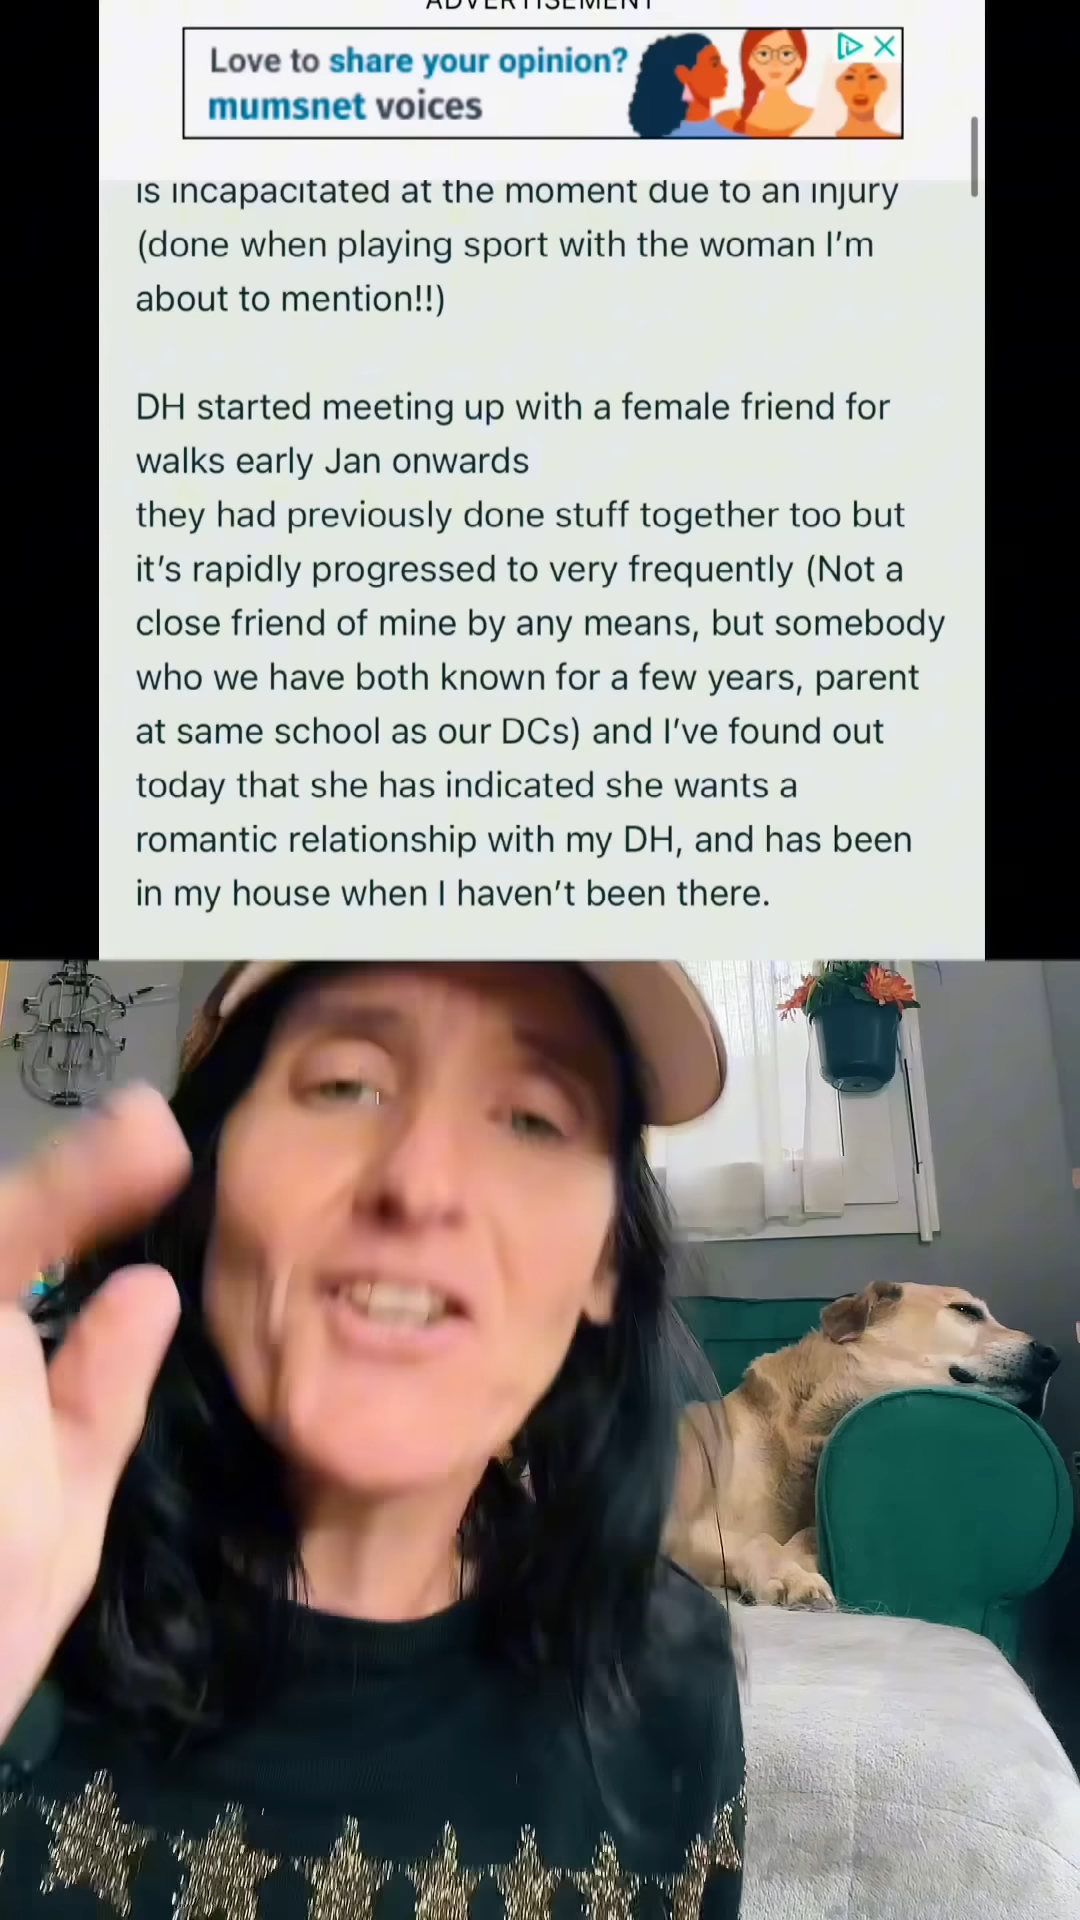 ADVERTISEMENT
Love to share your opinion?
mumsnet voices
is incapacitated at the moment due to an injury
(done when playing sport with the woman I'm
about to mention!!)
DH started meeting up with a female friend for
walks early Jan onwards
they had previously done stuff together too but
it's rapidly progressed to very frequently (Not a
close friend of mine by any means, but somebody
who we have both known for a few years, parent
at same school as our DCs) and I've found out
today that she has indicated she wants a
romantic relationship with my DH, and has been
in my house when I haven't been there.